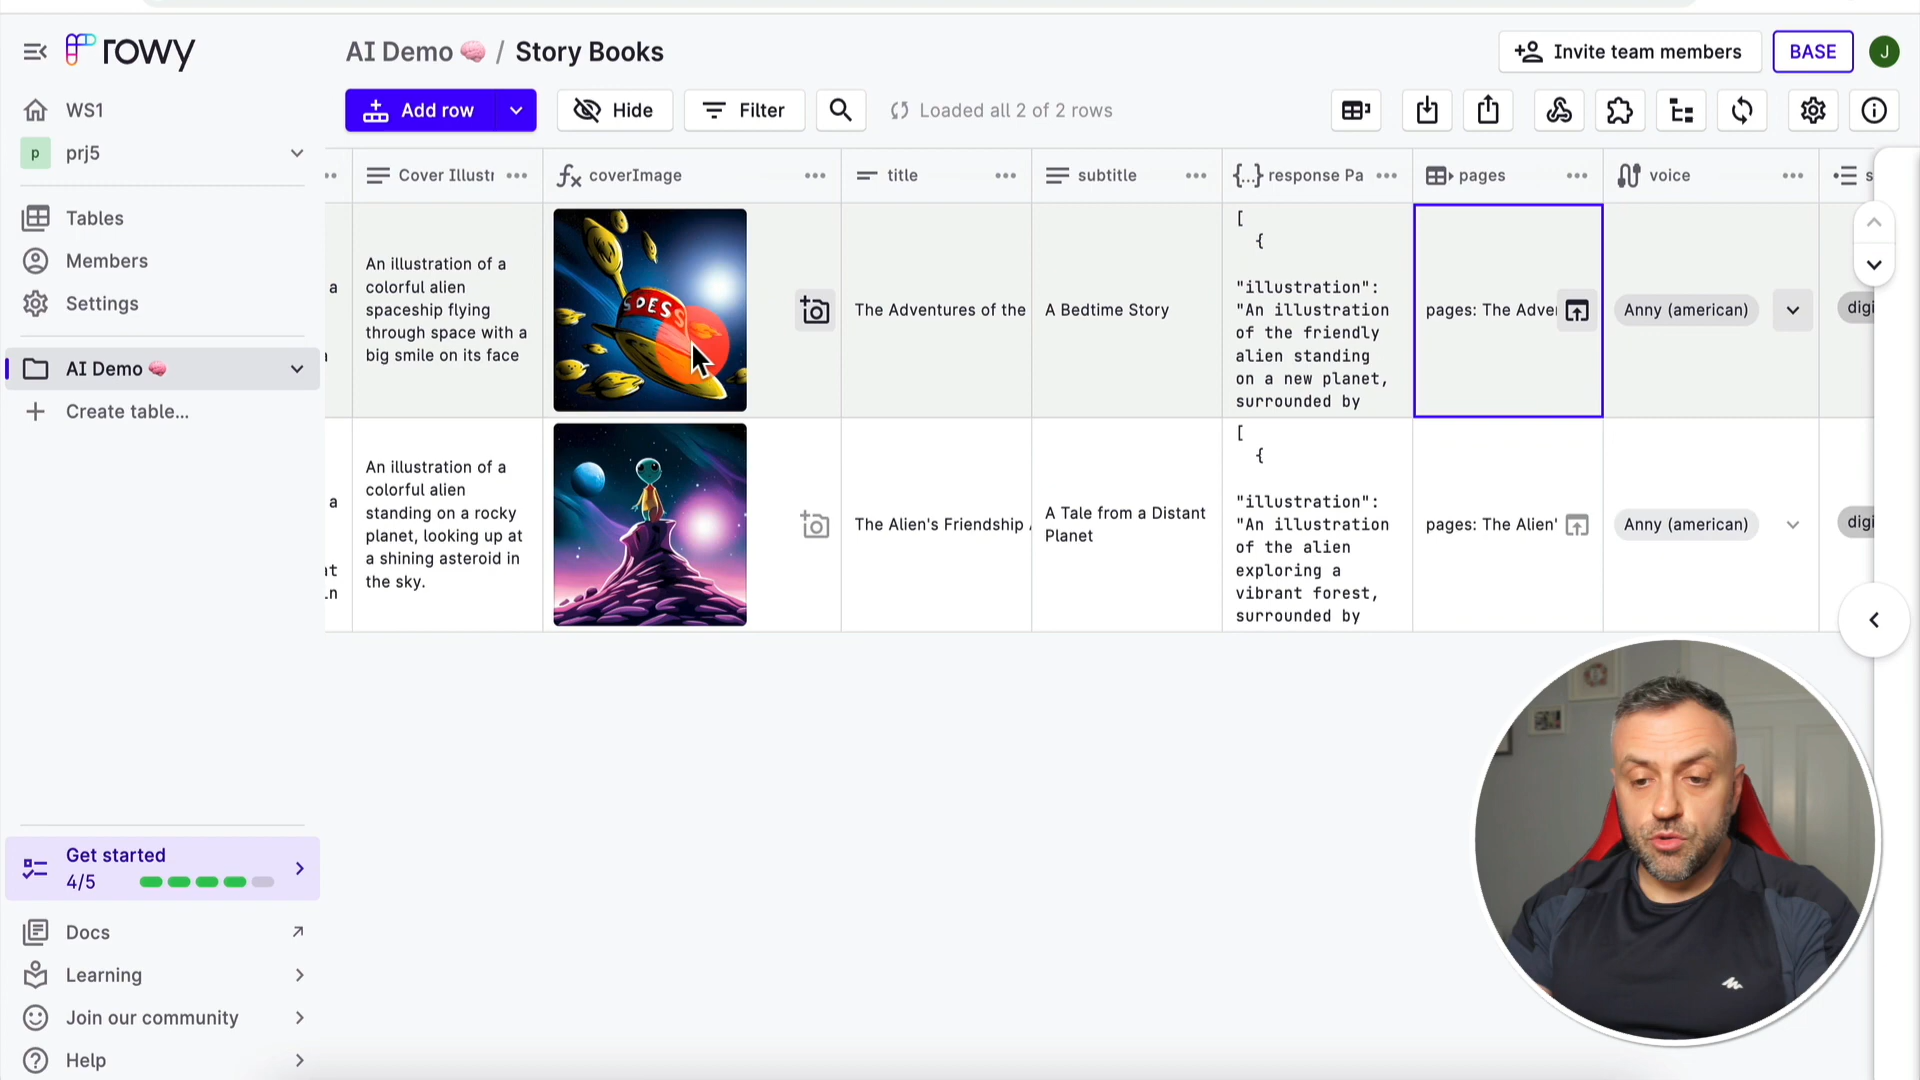 rowy
AI Demo 🧠 / Story Books
Invite team members
BASE
J
WS1
p
prj5
Add row
Hide
Filter
Loaded all 2 of 2 rows
Tables
Members
Settings
AI Demo 🧠
Create table...
Cover Illustr
fx coverImage
title
subtitle
{...} response Pa
pages
voice
s
a
An illustration of a
colorful alien
spaceship flying
through space with a
big smile on its face
The Adventures of the
A Bedtime Story
[
{
"illustration":
"An illustration
of the friendly
alien standing
on a new planet,
surrounded by
pages: The Adve
Anny (american)
digi
a
An illustration of a
colorful alien
standing on a rocky
planet, looking up at
a shining asteroid in
the sky.
The Alien's Friendship
A Tale from a Distant
Planet
[
{
"illustration":
"An illustration
of the alien
exploring a
vibrant forest,
surrounded by
pages: The Alien'
Anny (american)
digi
Get started
4/5
Docs
Learning
Join our community
Help